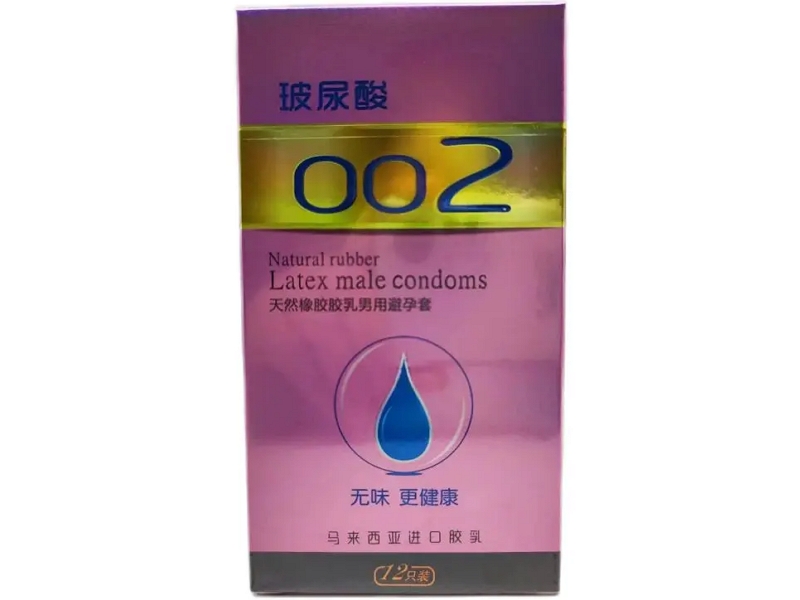 玻尿酸
002
Natural rubber
Latex male condoms
天然橡胶胶乳男用避孕套
无味 更健康
马来西亚进口胶乳
12只装